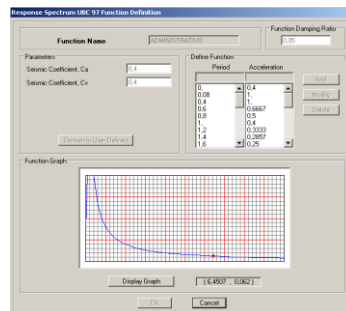 Response Spectrum UBC 97 Function Definition
Function Damping Ratio
Function Name
ADMINISTRATIVO
0,05
Parameters
Define Function
Seismic Coefficient, Ca
0,4
Seismic Coefficient, Cv
0,4
Period
Acceleration
0,
0,4
0,08
1,
0,4
1,
0,6
0,6667
0,8
0,5
1,
0,4
1,2
0,3333
1,4
0,2857
1,6
0,25
Add
Modify
Delete
Convert to User Defined
Function Graph
Display Graph
( 6,4507 , 0,062 )
OK
Cancel